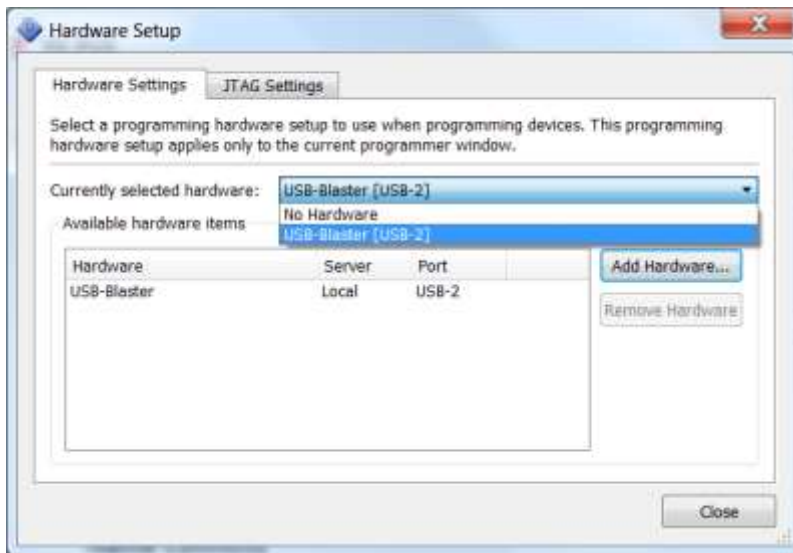 Hardware Setup
Hardware Settings
JTAG Settings
Select a programming hardware setup to use when programming devices. This programming
hardware setup applies only to the current programmer window.
Currently selected hardware:
USB-Blaster [USB-2]
No Hardware
USB-Blaster [USB-2]
Available hardware items
Hardware Server Port
USB-Blaster Local USB-2
Add Hardware...
Remove Hardware
Close